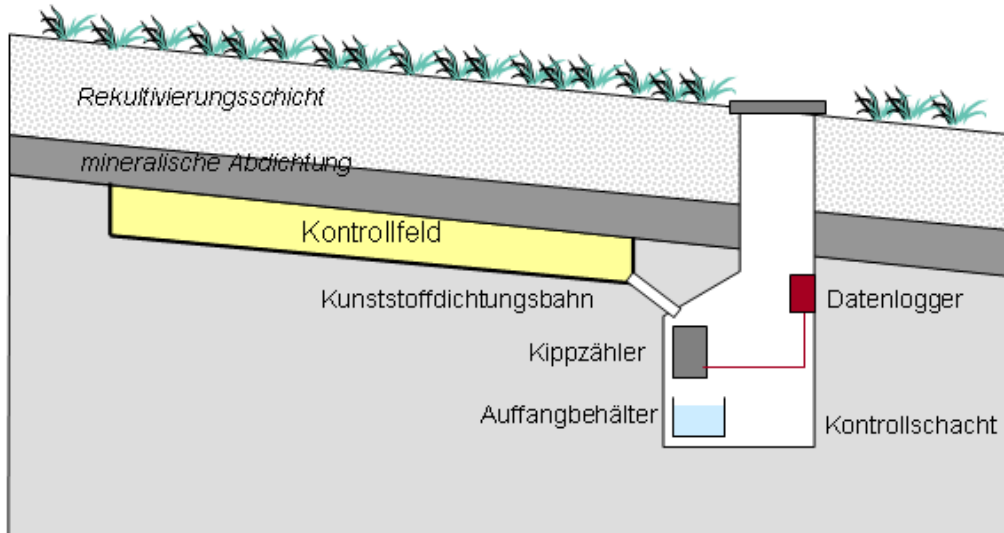 Rekultivierungsschicht
mineralische Abdichtung
Kontrollfeld
Kunststoffdichtungsbahn
Datenlogger
Kippzähler
Auffangbehälter
Kontrollschacht